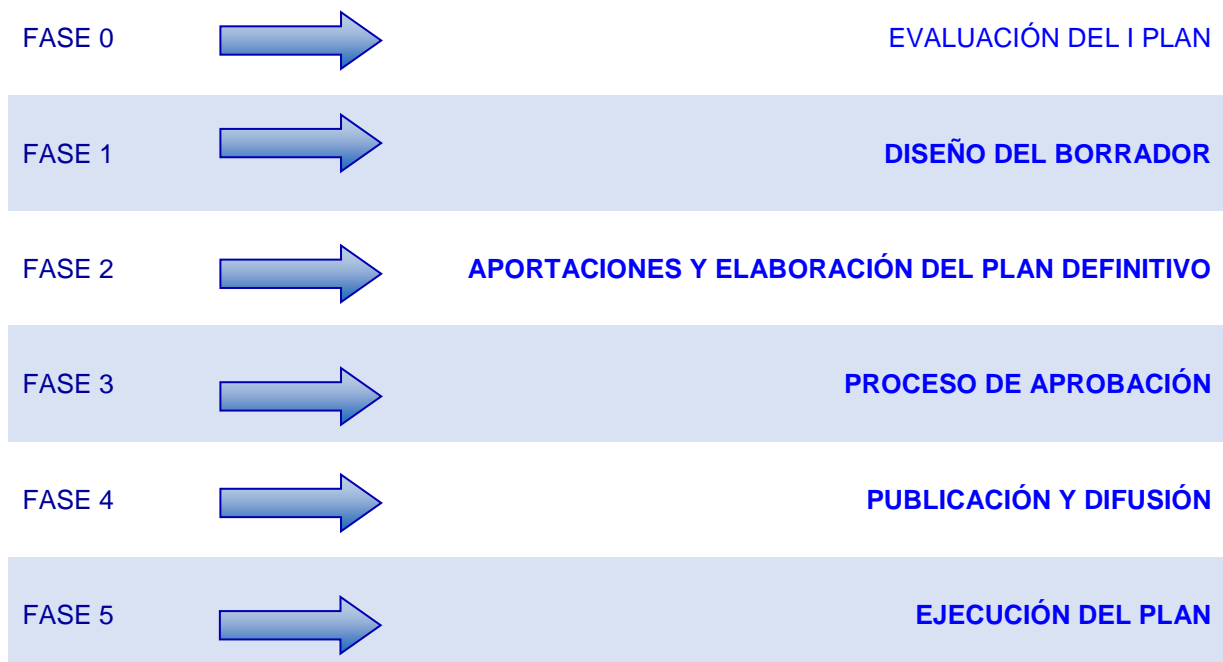 FASE 0 EVALUACIÓN DEL I PLAN
FASE 1 DISEÑO DEL BORRADOR
FASE 2 APORTACIONES Y ELABORACIÓN DEL PLAN DEFINITIVO
FASE 3 PROCESO DE APROBACIÓN
FASE 4 PUBLICACIÓN Y DIFUSIÓN
FASE 5 EJECUCIÓN DEL PLAN